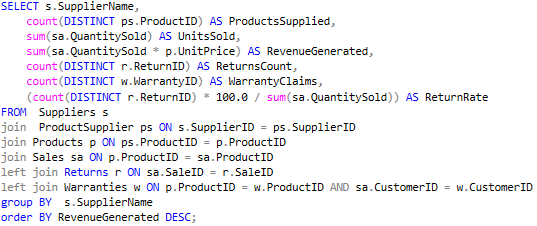 SELECT s.SupplierName,
count(DISTINCT ps.ProductID) AS ProductsSupplied,
sum(sa.QuantitySold) AS UnitsSold,
sum(sa.QuantitySold * p.UnitPrice) AS RevenueGenerated,
count(DISTINCT r.ReturnID) AS ReturnsCount,
count(DISTINCT w.WarrantyID) AS WarrantyClaims,
(count(DISTINCT r.ReturnID) * 100.0 / sum(sa.QuantitySold)) AS ReturnRate
FROM  Suppliers s
join  ProductSupplier ps ON s.SupplierID = ps.SupplierID
join Products p ON ps.ProductID = p.ProductID
join Sales sa ON p.ProductID = sa.ProductID
left join Returns r ON sa.SaleID = r.SaleID
left join Warranties w ON p.ProductID = w.ProductID AND sa.CustomerID = w.CustomerID
group BY  s.SupplierName
order BY RevenueGenerated DESC;